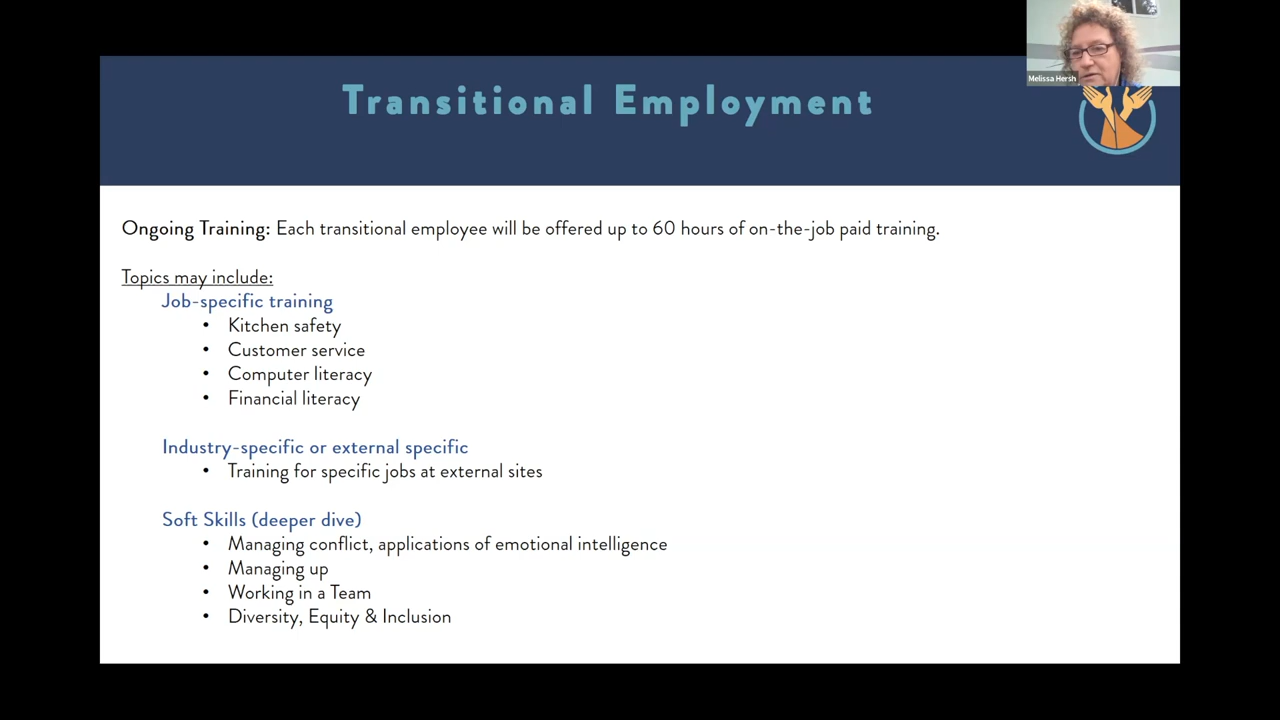 Melissa Hersh
Transitional Employment
Ongoing Training: Each transitional employee will be offered up to 60 hours of on-the-job paid training.
Topics may include:
Job-specific training
• Kitchen safety
• Customer service
• Computer literacy
• Financial literacy
Industry-specific or external specific
• Training for specific jobs at external sites
Soft Skills (deeper dive)
• Managing conflict, applications of emotional intelligence
• Managing up
• Working in a Team
• Diversity, Equity & Inclusion